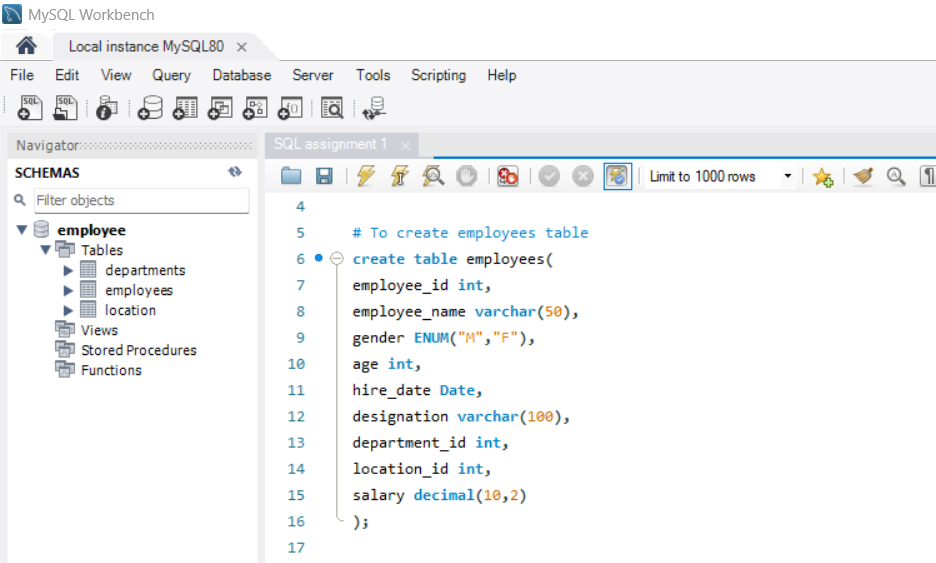 MySQL Workbench
Local instance MySQL80
File Edit View Query Database Server Tools Scripting Help
SQL SQL
Navigator
SCHEMAS
Filter objects
employee
Tables
departments
employees
location
Views
Stored Procedures
Functions
SQL assignment 1
Limit to 1000 rows
4
5 # To create employees table
6 create table employees(
7 employee_id int,
8 employee_name varchar(50),
9 gender ENUM("M","F"),
10 age int,
11 hire_date Date,
12 designation varchar(100),
13 department_id int,
14 location_id int,
15 salary decimal(10,2)
16 );
17